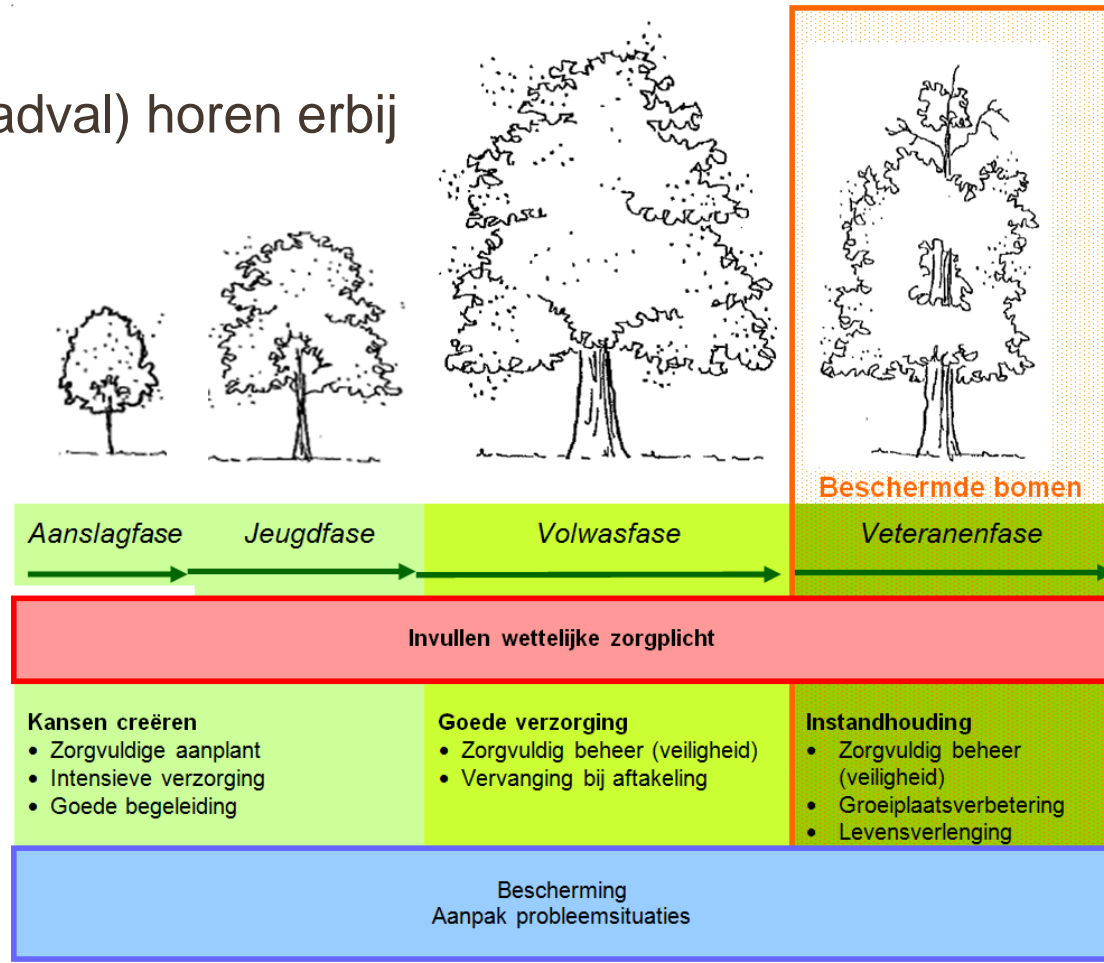 adval) horen erbij
Beschermde bomen
Aanslagfase Jeugdfase Volwasfase Veteranenfase
Invullen wettelijke zorgplicht
Kansen creëren
• Zorgvuldige aanplant
• Intensieve verzorging
• Goede begeleiding
Goede verzorging
• Zorgvuldig beheer (veiligheid)
• Vervanging bij aftakeling
Instandhouding
• Zorgvuldig beheer
(veiligheid)
• Groeiplaatsverbetering
• Levensverlenging
Bescherming
Aanpak probleemsituaties